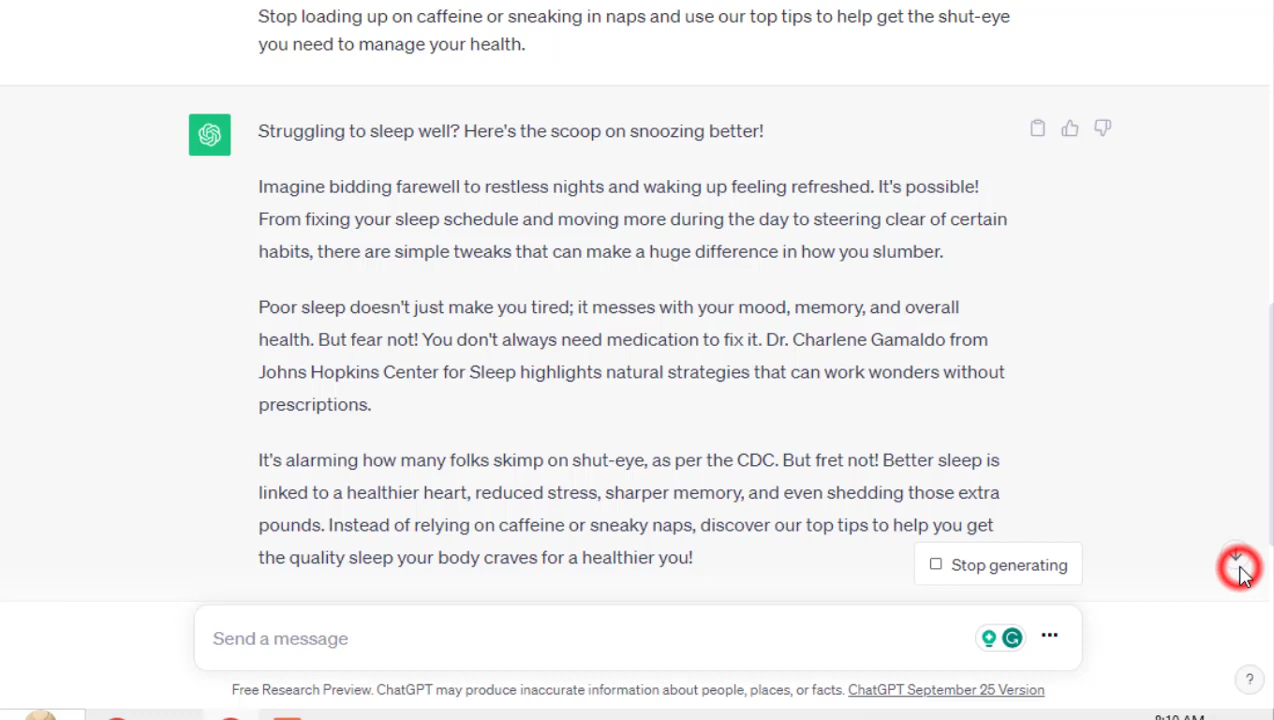 Stop loading up on caffeine or sneaking in naps and use our top tips to help get the shut-eye
you need to manage your health.
Struggling to sleep well? Here's the scoop on snoozing better!
Imagine bidding farewell to restless nights and waking up feeling refreshed. It's possible!
From fixing your sleep schedule and moving more during the day to steering clear of certain
habits, there are simple tweaks that can make a huge difference in how you slumber.
Poor sleep doesn't just make you tired; it messes with your mood, memory, and overall
health. But fear not! You don't always need medication to fix it. Dr. Charlene Gamaldo from
Johns Hopkins Center for Sleep highlights natural strategies that can work wonders without
prescriptions.
It's alarming how many folks skimp on shut-eye, as per the CDC. But fret not! Better sleep is
linked to a healthier heart, reduced stress, sharper memory, and even shedding those extra
pounds. Instead of relying on caffeine or sneaky naps, discover our top tips to help you get
the quality sleep your body craves for a healthier you!
Stop generating
Send a message
Free Research Preview. ChatGPT may produce inaccurate information about people, places, or facts. ChatGPT September 25 Version
?
8:10 AM